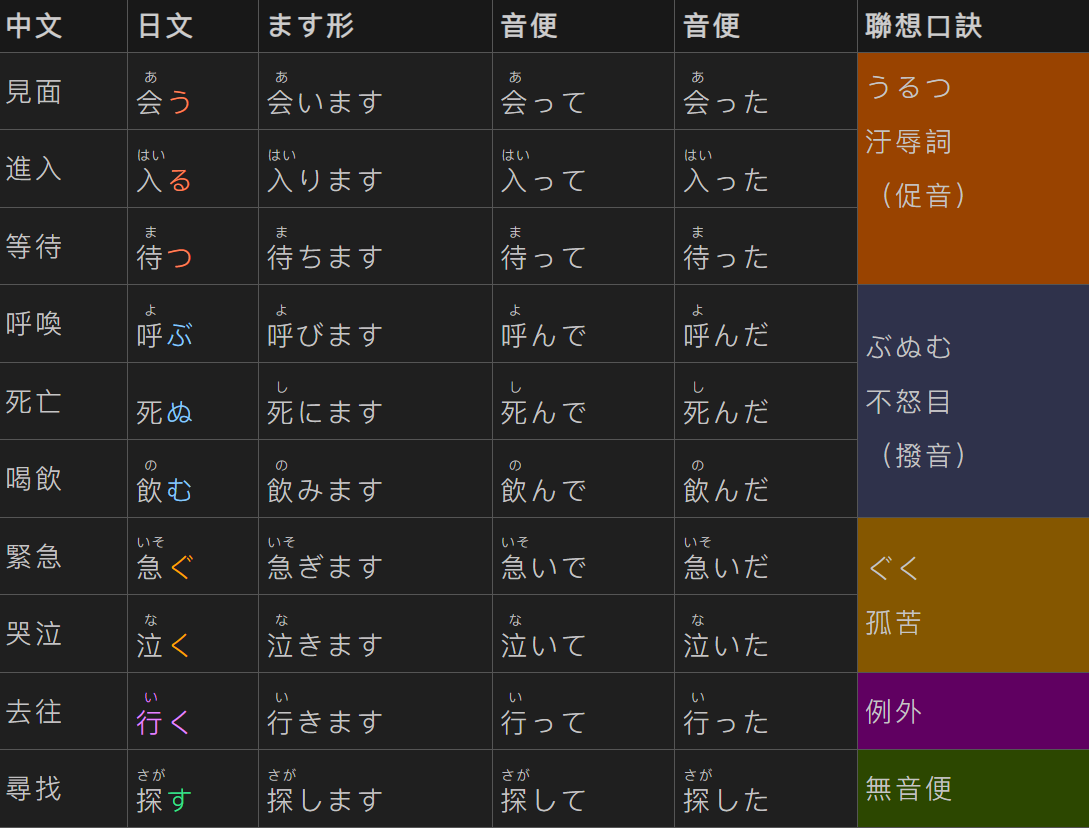 中文 日文 ます形 音便 音便 聯想口訣
見面 会う 会います 会って 会った
あ あ あ あ
進入 入る 入ります 入って 入った
はい はい はい はい
等待 待つ 待ちます 待って 待った
ま ま ま ま
うるつ
汙辱詞
（促音）
呼喚 呼ぶ 呼びます 呼んで 呼んだ
よ よ よ よ
死亡 死ぬ 死にます 死んで 死んだ
し し し
喝飲 飲む 飲みます 飲んで 飲んだ
の の の の
ぶぬむ
不怒目
（撥音）
緊急 急ぐ 急ぎます 急いで 急いだ
いそ いそ いそ いそ
哭泣 泣く 泣きます 泣いて 泣いた
な な な な
ぐく
孤苦
去往 行く 行きます 行って 行った
い い い い
例外
尋找 探す 探します 探して 探した
さが さが さが さが
無音便